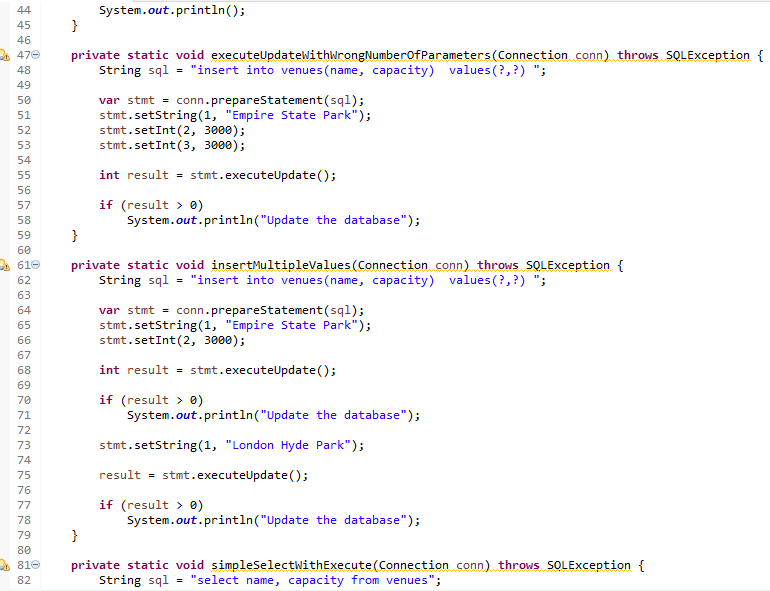 44 System.out.println();
45 }
46
47 private static void executeUpdateWithWrongNumberOfParameters(Connection conn) throws SQLException {
48 String sql = "insert into venues(name, capacity)  values(?,?) ";
49
50 var stmt = conn.prepareStatement(sql);
51 stmt.setString(1, "Empire State Park");
52 stmt.setInt(2, 3000);
53 stmt.setInt(3, 3000);
54
55 int result = stmt.executeUpdate();
56
57 if (result > 0)
58 System.out.println("Update the database");
59 }
60
61 private static void insertMultipleValues(Connection conn) throws SQLException {
62 String sql = "insert into venues(name, capacity)  values(?,?) ";
63
64 var stmt = conn.prepareStatement(sql);
65 stmt.setString(1, "Empire State Park");
66 stmt.setInt(2, 3000);
67
68 int result = stmt.executeUpdate();
69
70 if (result > 0)
71 System.out.println("Update the database");
72
73 stmt.setString(1, "London Hyde Park");
74
75 result = stmt.executeUpdate();
76
77 if (result > 0)
78 System.out.println("Update the database");
79 }
80
81 private static void simpleSelectWithExecute(Connection conn) throws SQLException {
82 String sql = "select name, capacity from venues";